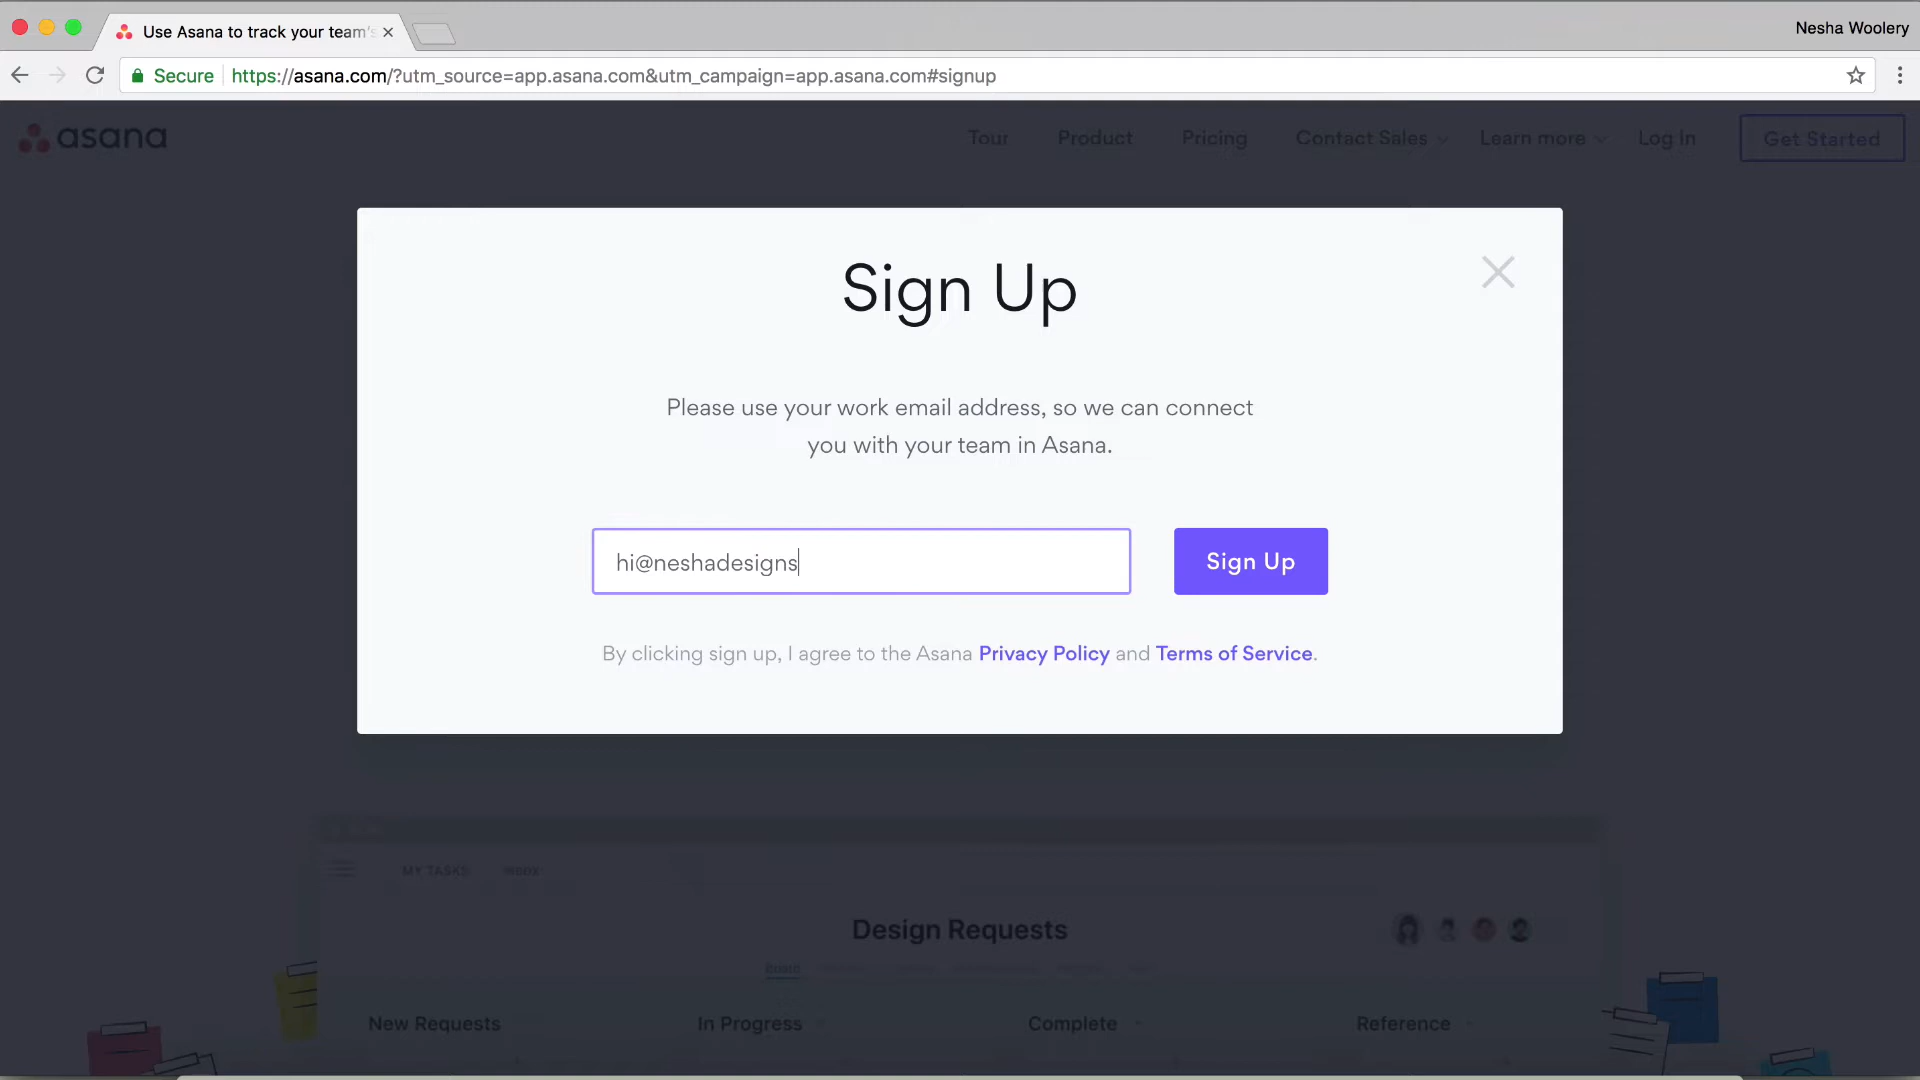 Use Asana to track your team's
Nesha Woolery
Secure
https://asana.com/?utm_source=app.asana.com&utm_campaign=app.asana.com#signup
asana
Tour
Product
Pricing
Contact Sales
Learn more
Log In
Get Started
Sign Up
Please use your work email address, so we can connect
you with your team in Asana.
hi@neshadesigns
Sign Up
By clicking sign up, I agree to the Asana Privacy Policy and Terms of Service.
MY TASKS
INBOX
Design Requests
Board
New Requests
In Progress
Complete
Reference